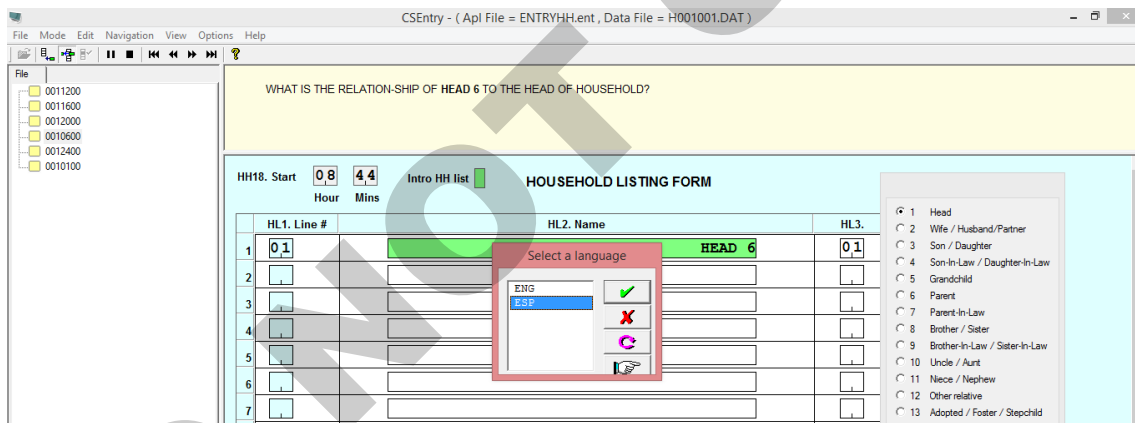 CSEntry - ( Apl File = ENTRYHH.ent , Data File = H001001.DAT )
File Mode Edit Navigation View Options Help
File
0011200
0011600
0012000
0010600
0012400
0010100
WHAT IS THE RELATION-SHIP OF HEAD 6 TO THE HEAD OF HOUSEHOLD?
HH18. Start 08 44 Intro HH list HOUSEHOLD LISTING FORM
Hour Mins
HL1. Line # HL2. Name HL3.
1 01 HEAD 6 01
2
3
4
5
6
7
Select a language
ENG
ESP
1 Head
2 Wife / Husband/Partner
3 Son / Daughter
4 Son-In-Law / Daughter-In-Law
5 Grandchild
6 Parent
7 Parent-In-Law
8 Brother / Sister
9 Brother-In-Law / Sister-In-Law
10 Uncle / Aunt
11 Niece / Nephew
12 Other relative
13 Adopted / Foster / Stepchild
NOT